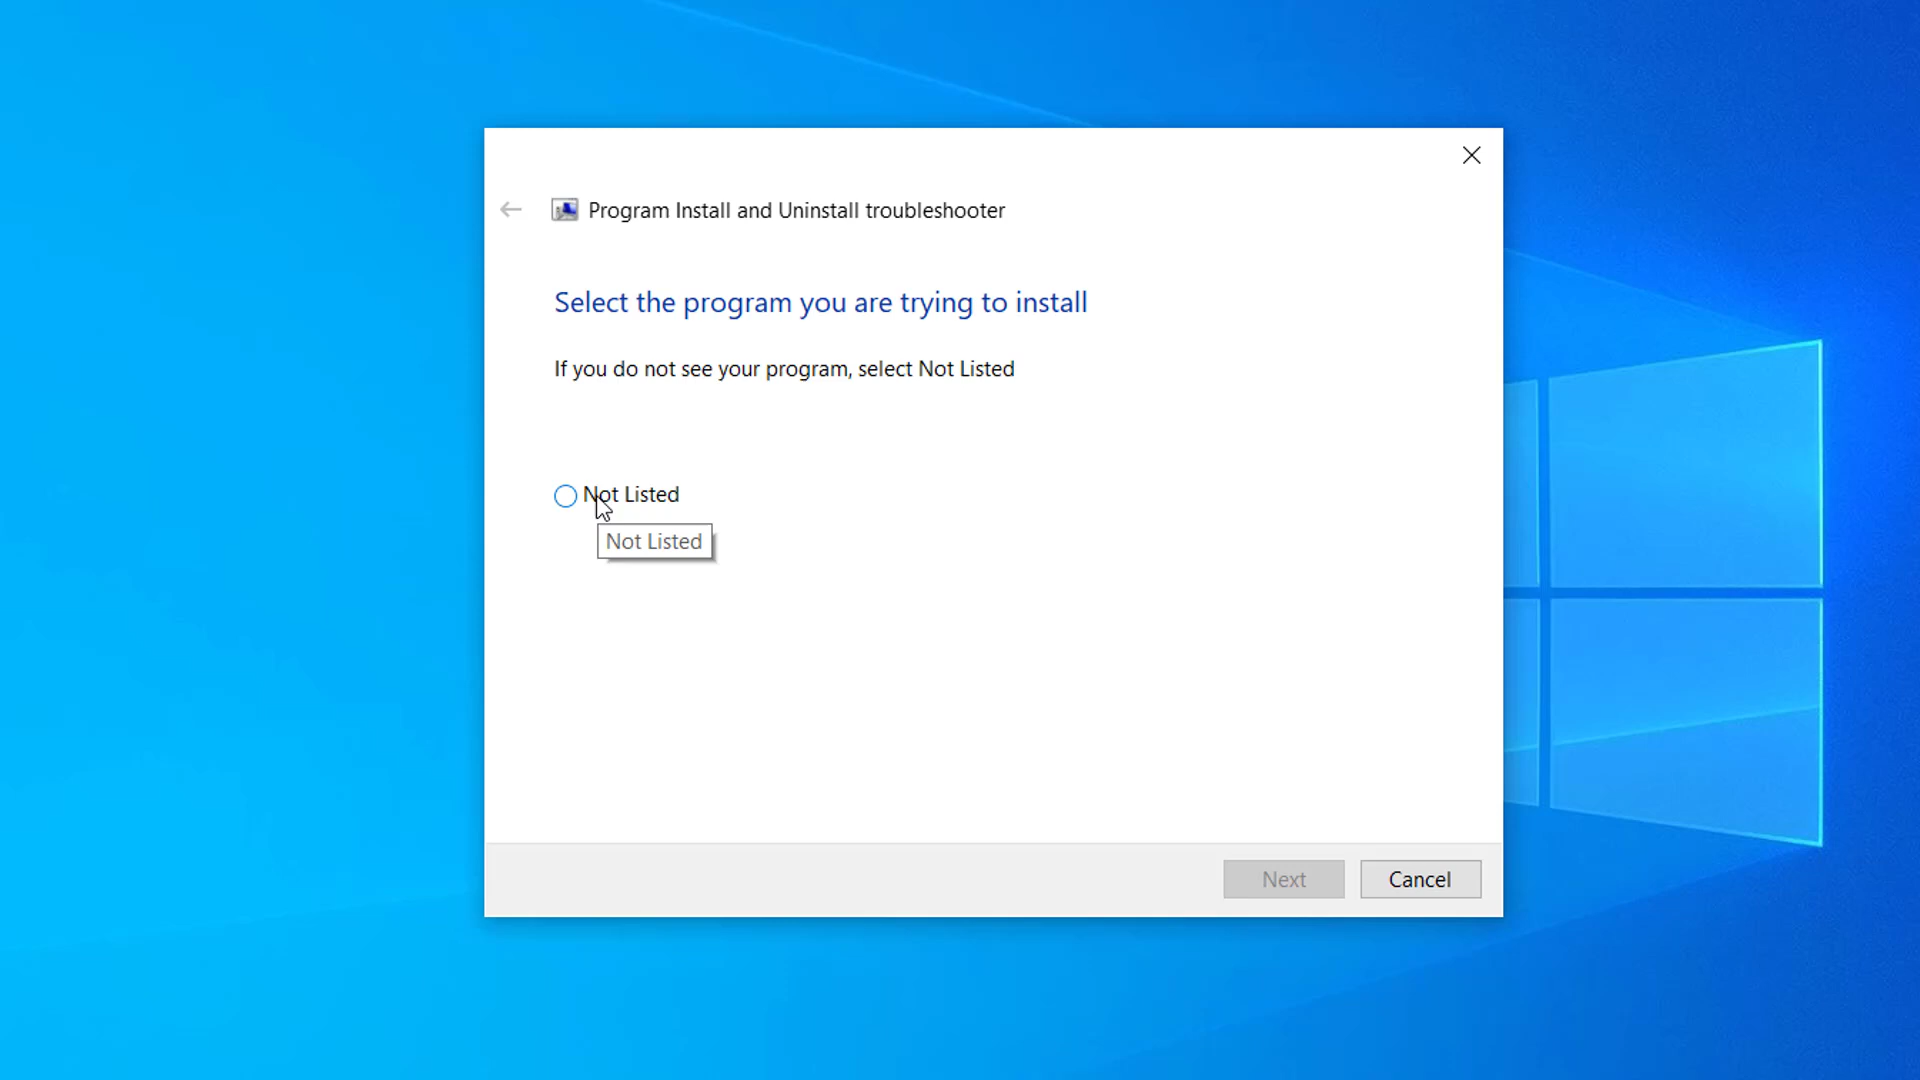 Program Install and Uninstall troubleshooter
Select the program you are trying to install
If you do not see your program, select Not Listed
Not Listed
Not Listed
Next
Cancel